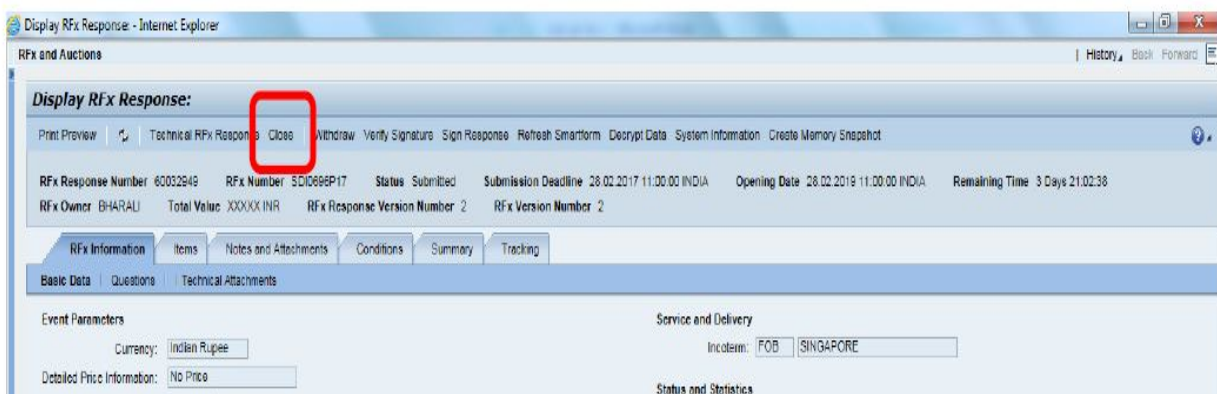 Display RFx Response: - Internet Explorer
RFx and Auctions
History Back Forward
Display RFx Response:
Print Preview Technical RFx Response Close Withdraw Verify Signature Sign Response Refresh Smartform Decrypt Data System Information Create Memory Snapshot
RFx Response Number 60032949 RFx Number SDI0696P17 Status Submitted Submission Deadline 28.02.2017 11:00:00 INDIA Opening Date 28.02.2019 11:00:00 INDIA Remaining Time 3 Days 21:02:38
RFx Owner BHARALI Total Value XXXXX INR RFx Response Version Number 2 RFx Version Number 2
RFx Information Items Notes and Attachments Conditions Summary Tracking
Basic Data Questions Technical Attachments
Event Parameters Service and Delivery
Currency: Indian Rupee Incoterm: FOB SINGAPORE
Detailed Price Information: No Price
Status and Statistics